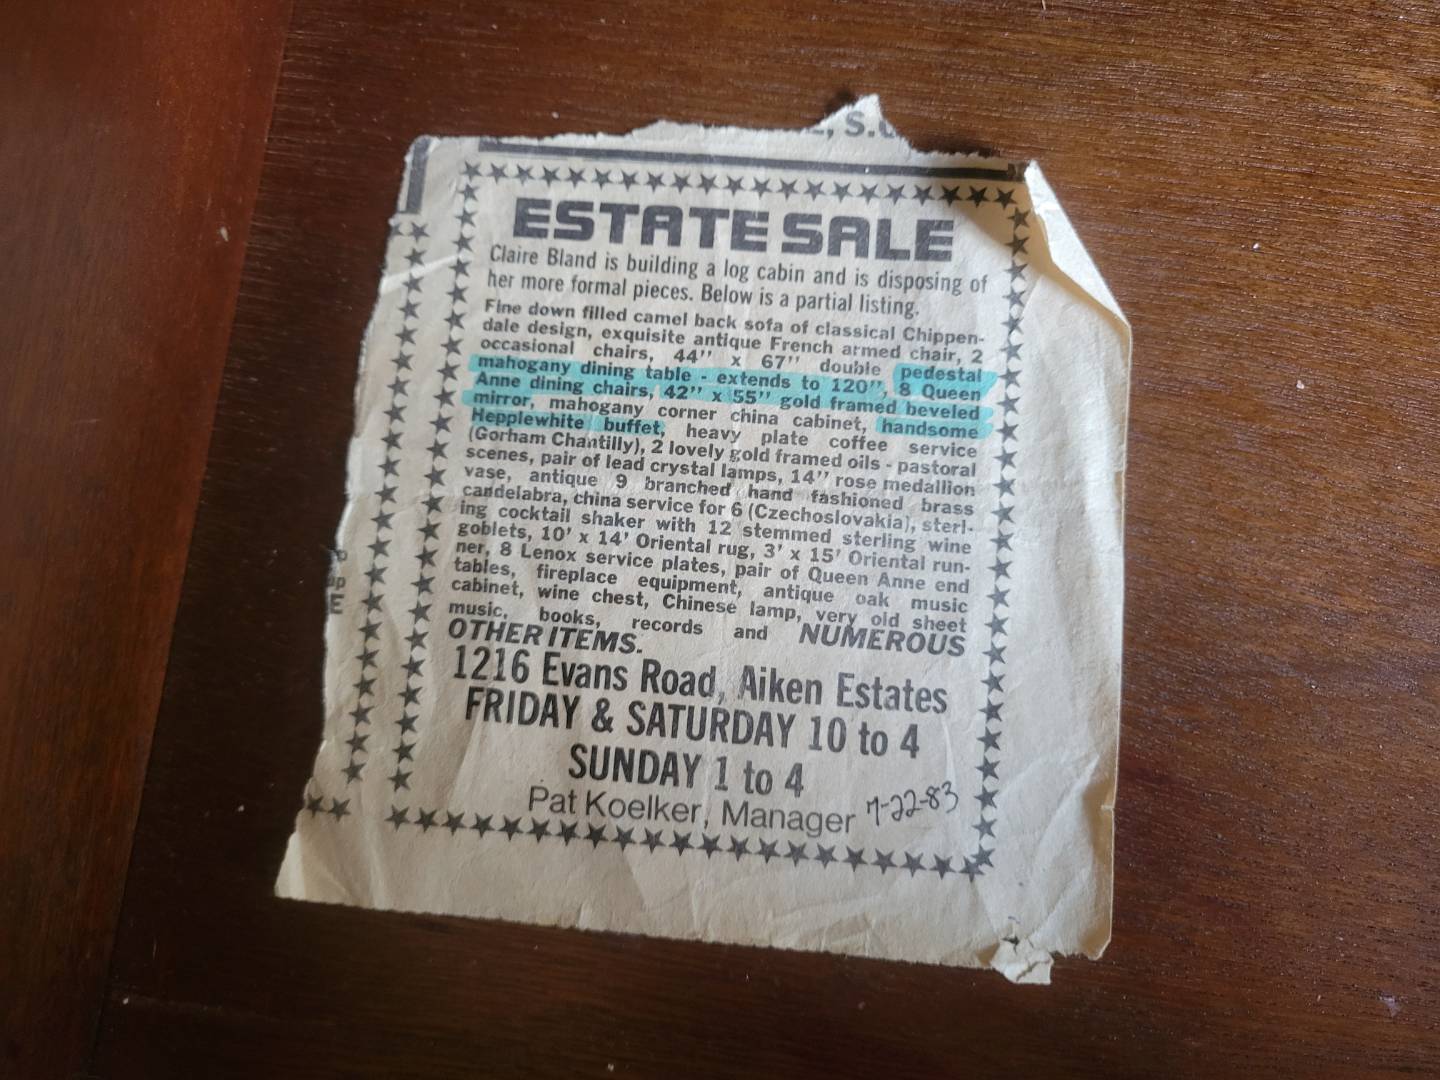 S.
ESTATE SALE
Claire Bland is building a log cabin and is disposing of
her more formal pieces. Below is a partial listing.
Fine down filled camel back sofa of classical Chippen-
dale design, exquisite antique French armed chair, 2
occasional chairs, 44" x 67" double pedestal
mahogany dining table - extends to 120", 8 Queen
Anne dining chairs, 42" x 55" gold framed beveled
mirror, mahogany corner china cabinet, handsome
Hepplewhite buffet, heavy plate coffee service
(Gorham Chantilly), 2 lovely gold framed oils - pastoral
scenes, pair of lead crystal lamps, 14" rose medallion
vase, antique 9 branched hand fashioned brass
candelabra, china service for 6 (Czechoslovakia), sterl-
ing cocktail shaker with 12 stemmed sterling wine
goblets, 10' x 14' Oriental rug, 3' x 15' Oriental run-
ner, 8 Lenox service plates, pair of Queen Anne end
tables, fireplace equipment, antique oak music
cabinet, wine chest, Chinese lamp, very old sheet
music, books, records and NUMEROUS
OTHER ITEMS.
1216 Evans Road, Aiken Estates
FRIDAY & SATURDAY 10 to 4
SUNDAY 1 to 4
Pat Koelker, Manager 7-22-83